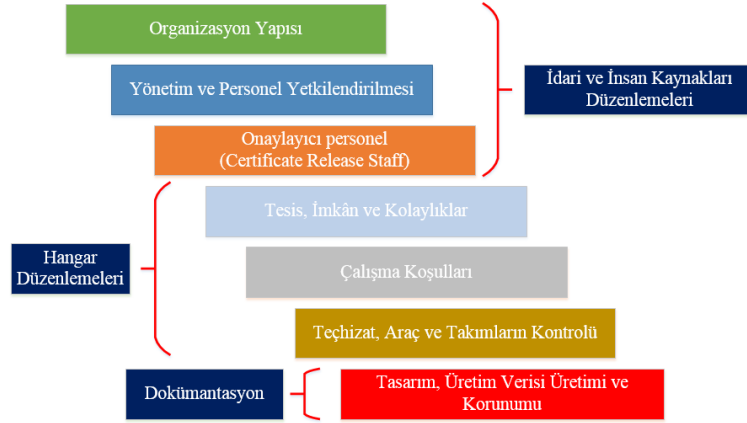 Organizasyon Yapısı
Yönetim ve Personel Yetkilendirilmesi
İdari ve İnsan Kaynakları
Düzenlemeleri
Onaylayıcı personel
(Certificate Release Staff)
Tesis, İmkân ve Kolaylıklar
Hangar
Düzenlemeleri
Çalışma Koşulları
Teçhizat, Araç ve Takımların Kontrolü
Dokümantasyon
Tasarım, Üretim Verisi Üretimi ve
Korunumu